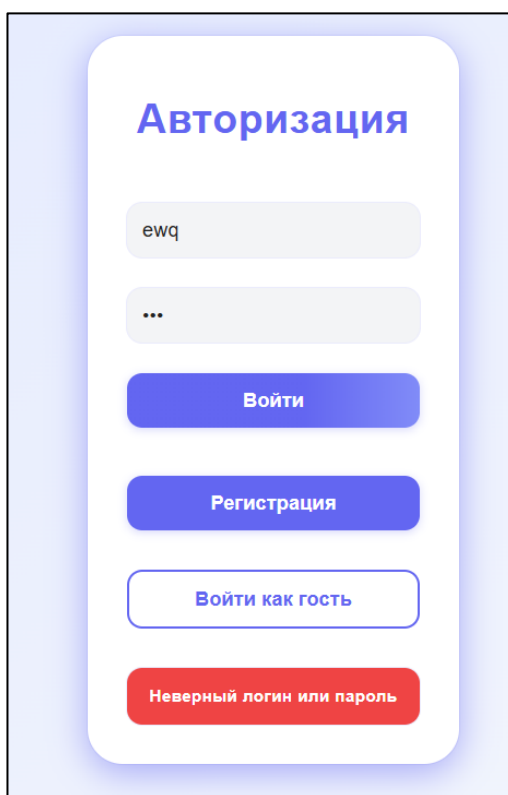 Авторизация
ewq
•••
Войти
Регистрация
Войти как гость
Неверный логин или пароль